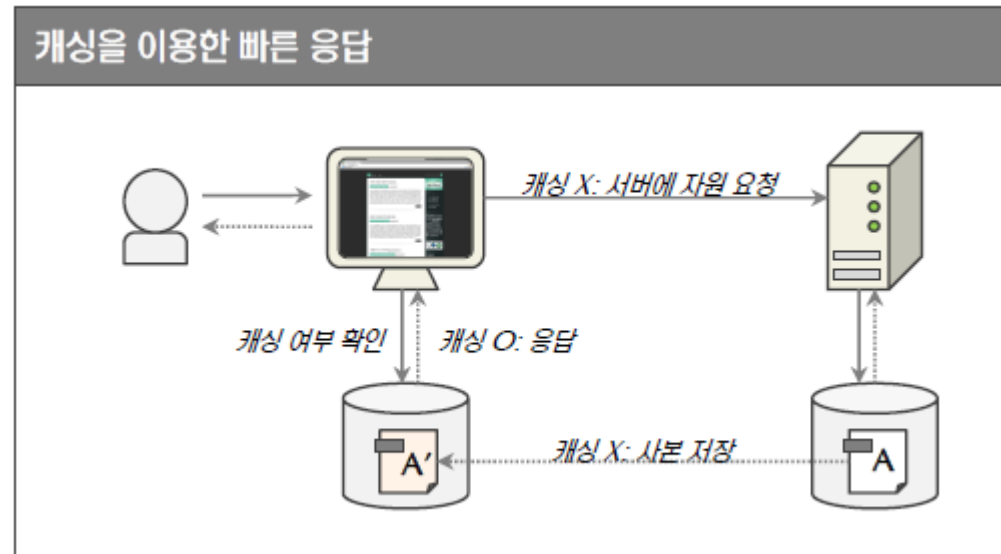 캐싱을 이용한 빠른 응답
캐싱 X: 서버에 자원 요청
캐싱 여부 확인
캐싱 O: 응답
캐싱 X: 사본 저장
A′
A